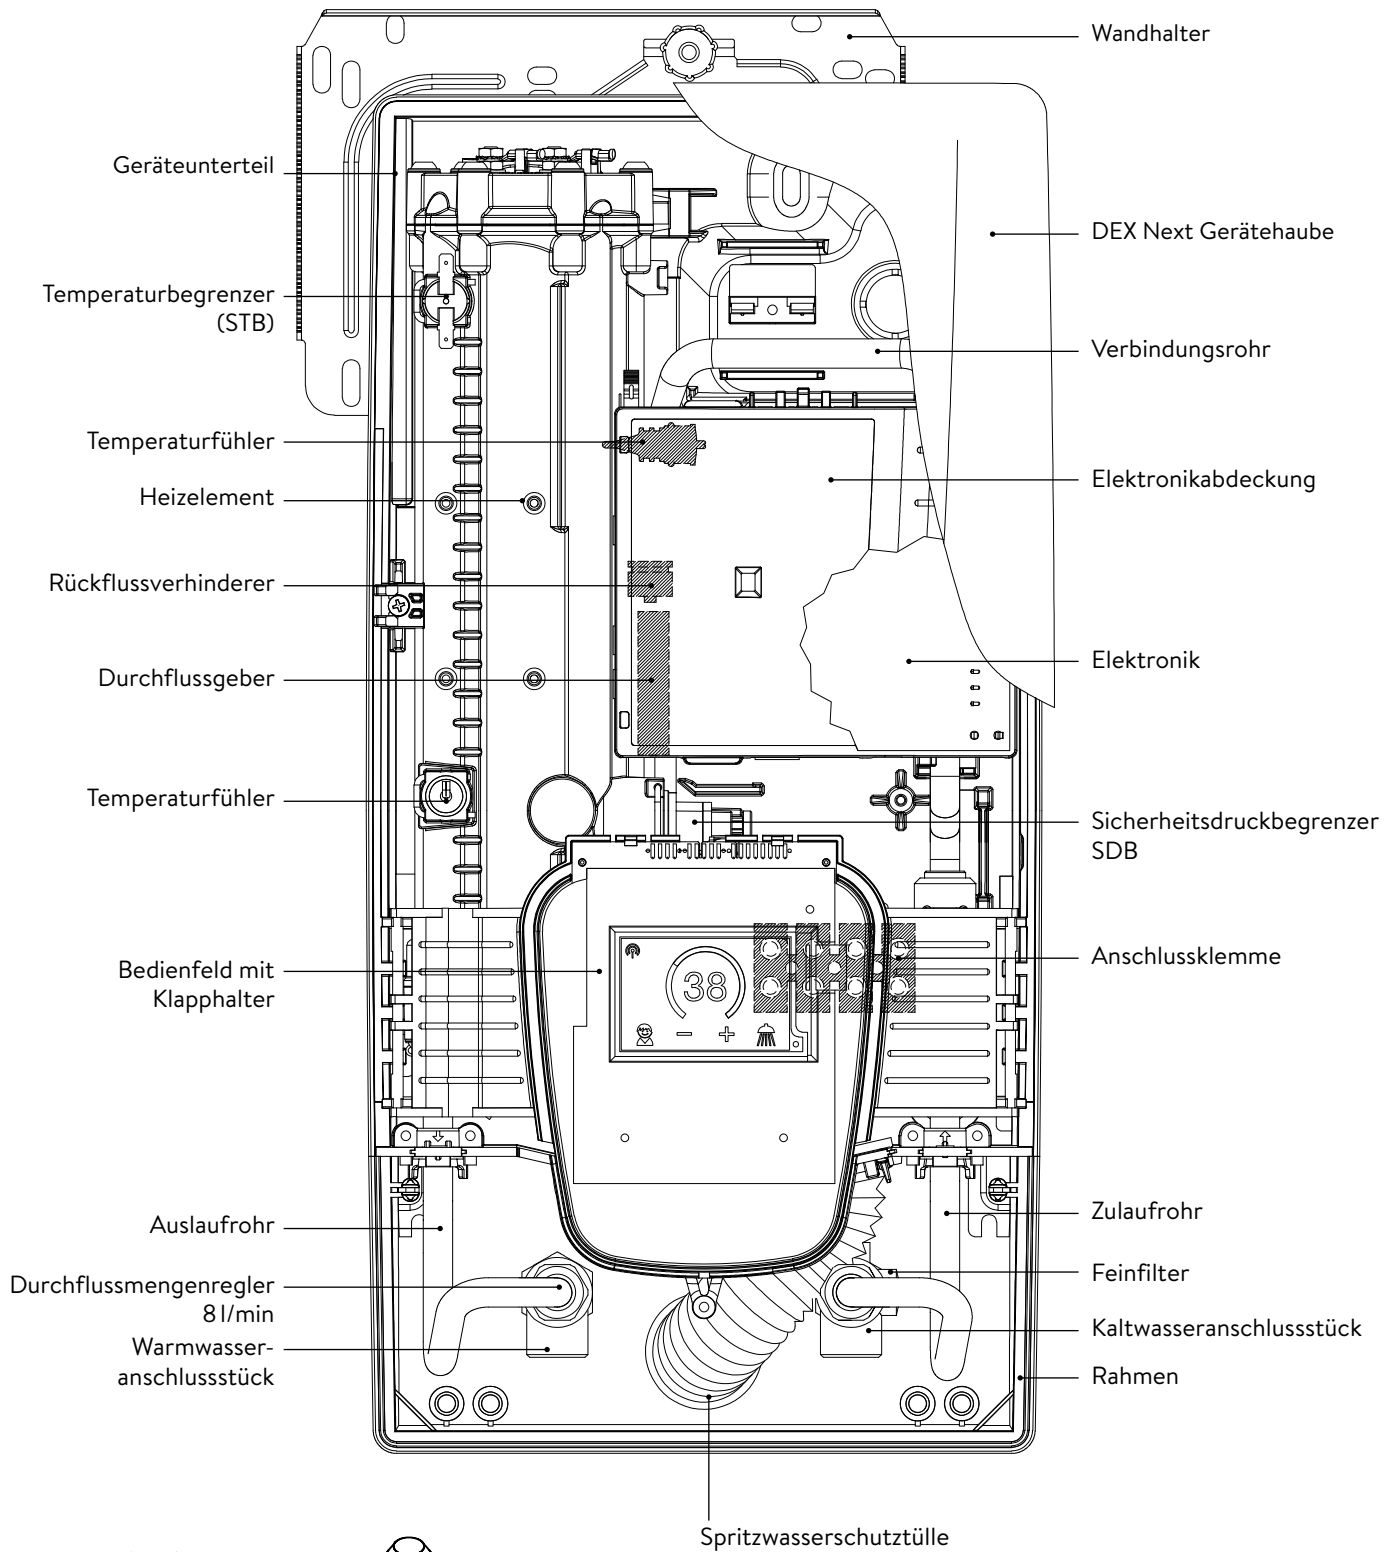 Wandhalter
Geräteunterteil
DEX Next Gerätehaube
Temperaturbegrenzer
(STB)
Verbindungsrohr
Temperaturfühler
Elektronikabdeckung
Heizelement
Rückflussverhinderer
Elektronik
Durchflussgeber
Temperaturfühler
Sicherheitsdruckbegrenzer
SDB
Anschlussklemme
Bedienfeld mit
Klapphalter
38
Auslaufrohr
Zulaufrohr
Durchflussmengenregler
8 l/min
Feinfilter
Warmwasser-
anschlussstück
Kaltwasseranschlussstück
Rahmen
Spritzwasserschutztülle